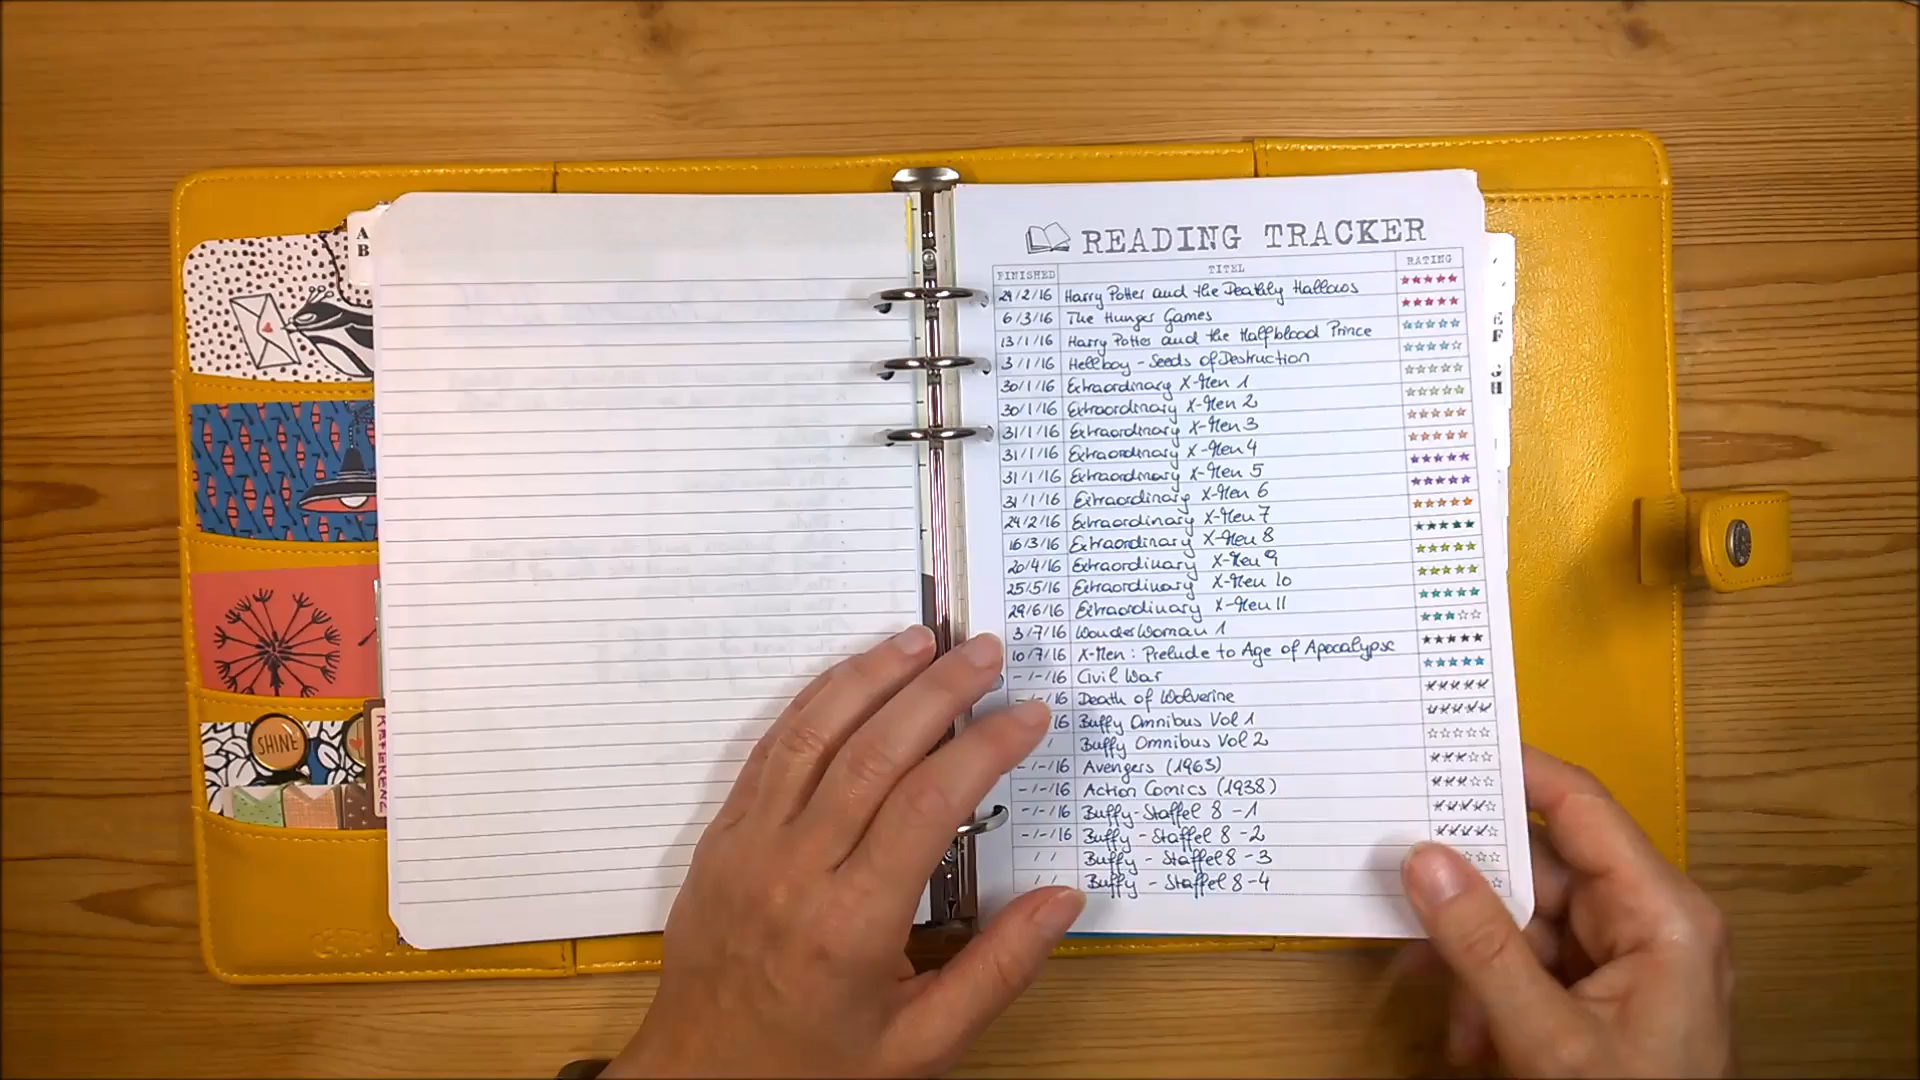 A
B
SHINE
REFERENZ
READING TRACKER
FINISHED TITEL RATING
29/2/16 Harry Potter and the Deathly Hallows
6/3/16 The Hunger Games
13/1/16 Harry Potter and the Halfblood Prince
3/1/16 Hellboy - Seeds of Destruction
30/1/16 Extraordinary X-Men 1
30/1/16 Extraordinary X-Men 2
31/1/16 Extraordinary X-Men 3
31/1/16 Extraordinary X-Men 4
31/1/16 Extraordinary X-Men 5
31/1/16 Extraordinary X-Men 6
24/2/16 Extraordinary X-Men 7
16/3/16 Extraordinary X-Men 8
20/4/16 Extraordinary X-Men 9
25/5/16 Extraordinary X-Men 10
29/6/16 Extraordinary X-Men 11
3/7/16 Wonder Woman 1
10/7/16 X-Men: Prelude to Age of Apocalypse
-/-/16 Civil War
-/-/16 Death of Wolverine
16 Buffy Omnibus Vol 1
/ Buffy Omnibus Vol 2
-/-/16 Avengers (1963)
-/-/16 Action Comics (1938)
-/-/16 Buffy-Staffel 8 -1
-/-/16 Buffy - Staffel 8 -2
/ / Buffy - Staffel 8 -3
/ / Buffy - Staffel 8 -4
E
F
H